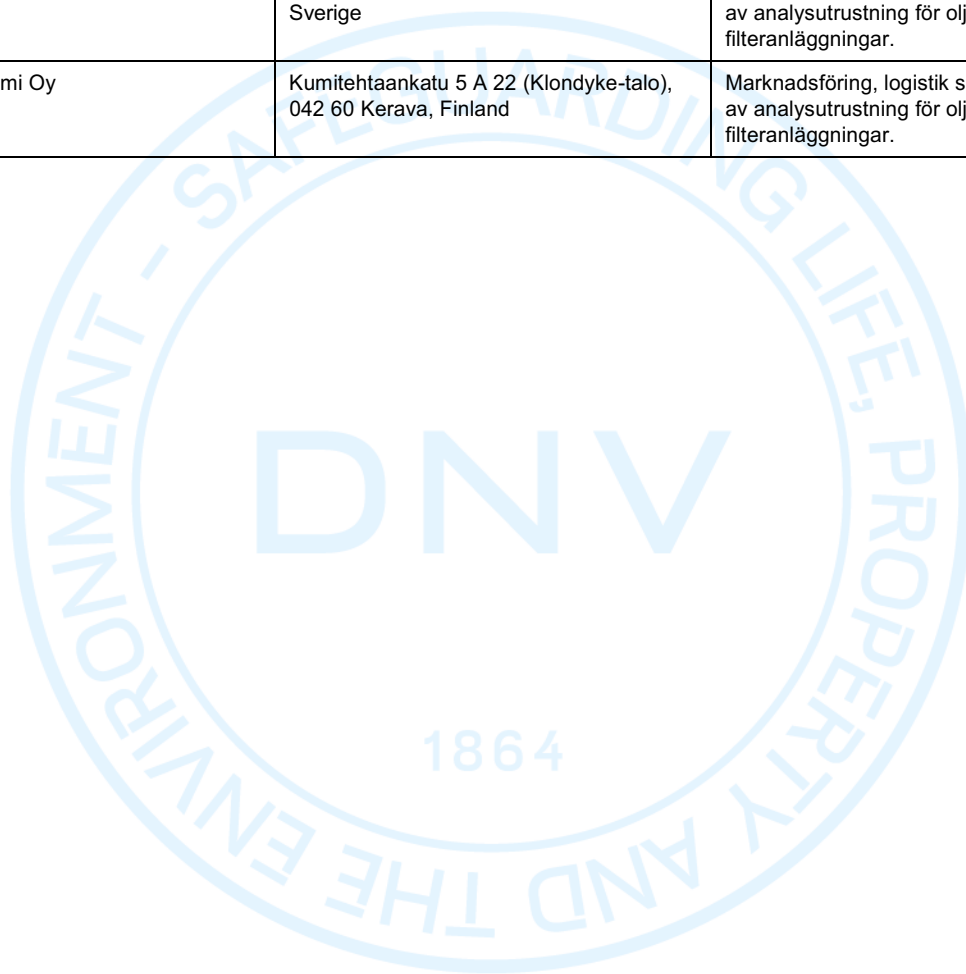 Sverige
av analysutrustning för olj
filteranläggningar.
mi Oy
Kumitehtaankatu 5 A 22 (Klondyke-talo),
042 60 Kerava, Finland
Marknadsföring, logistik s
av analysutrustning för olj
filteranläggningar.
SAFEGUARDING LIFE, PROPERTY AND THE ENVIRONMENT -
DNV
1864